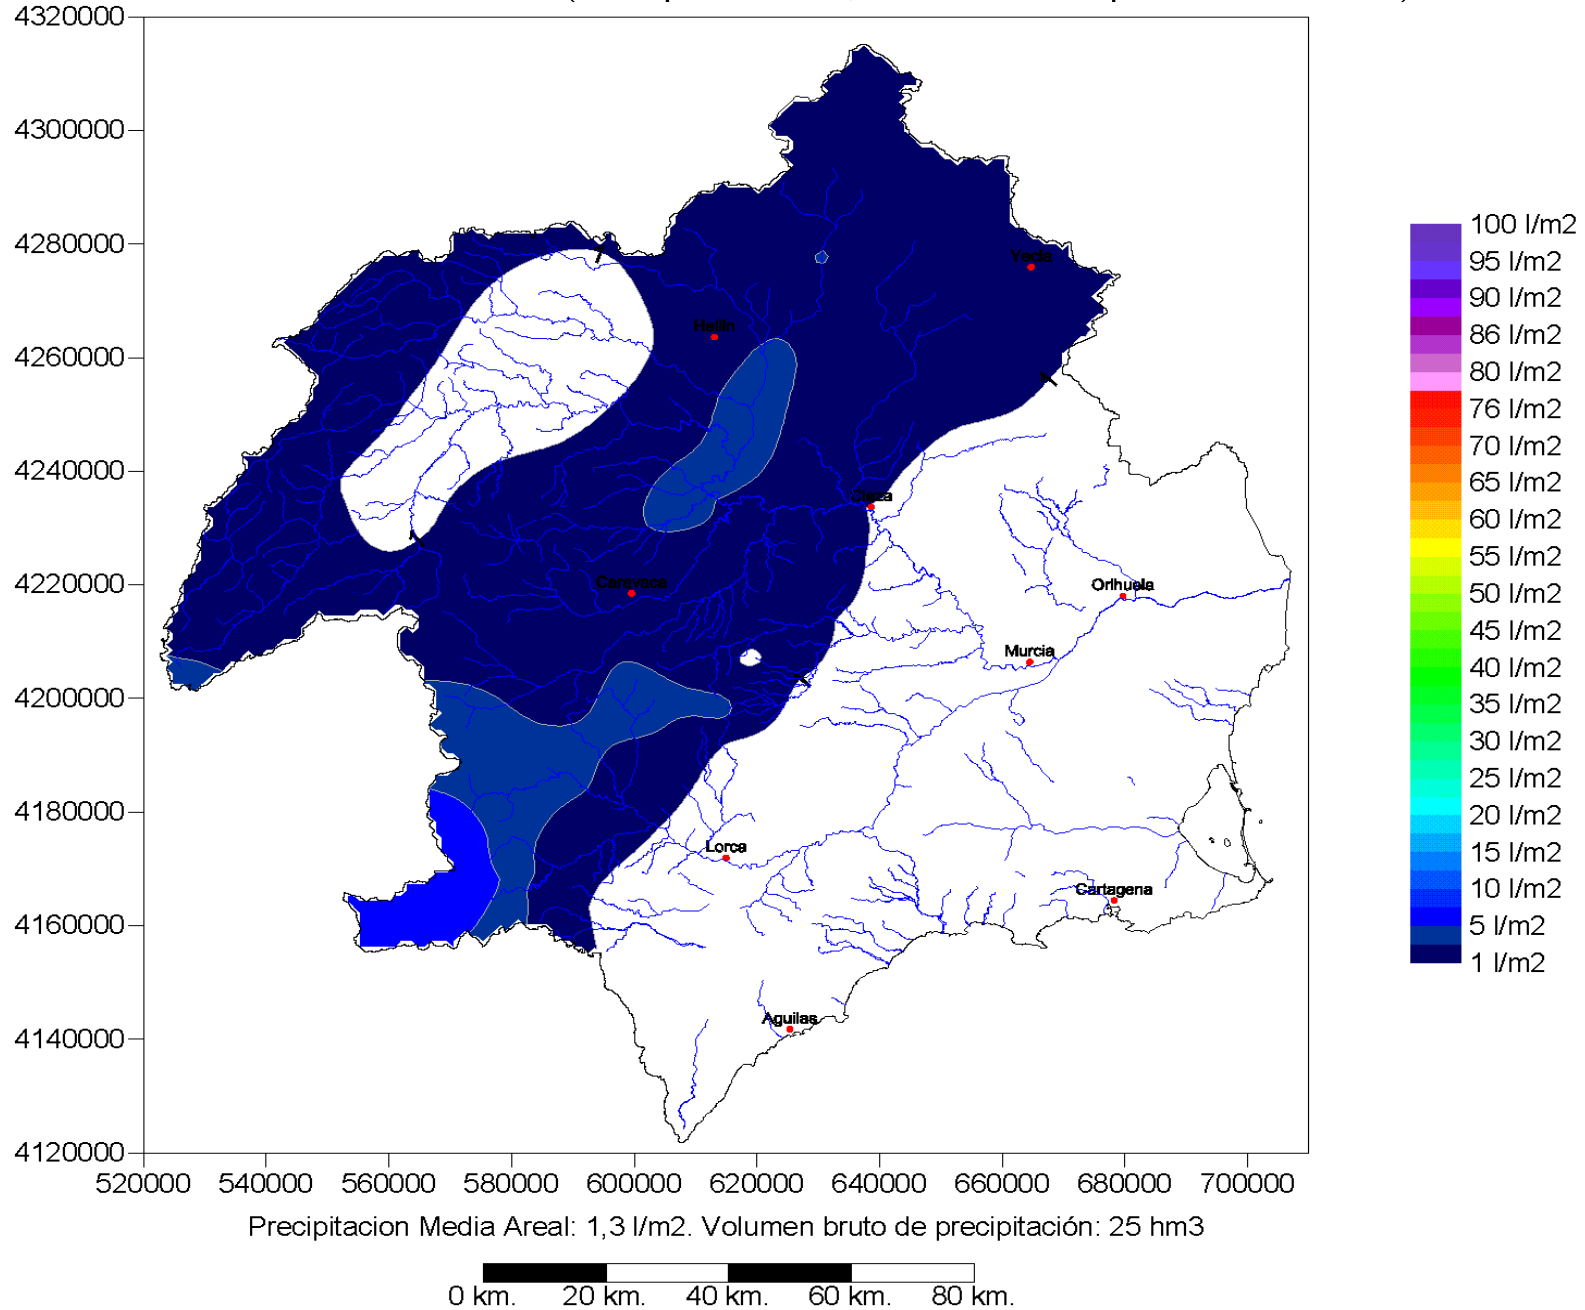 4320000
4300000
4280000
4260000
4240000
4220000
4200000
4180000
4160000
4140000
4120000
520000 540000 560000 580000 600000 620000 640000 660000 680000 700000
Yecla
Hellin
Cieza
Caravaca
Orihuela
Murcia
Lorca
Cartagena
Aguilas
100 l/m2
95 l/m2
90 l/m2
86 l/m2
80 l/m2
76 l/m2
70 l/m2
65 l/m2
60 l/m2
55 l/m2
50 l/m2
45 l/m2
40 l/m2
35 l/m2
30 l/m2
25 l/m2
20 l/m2
15 l/m2
10 l/m2
5 l/m2
1 l/m2
Precipitacion Media Areal: 1,3 l/m2. Volumen bruto de precipitación: 25 hm3
0 km. 20 km. 40 km. 60 km. 80 km.